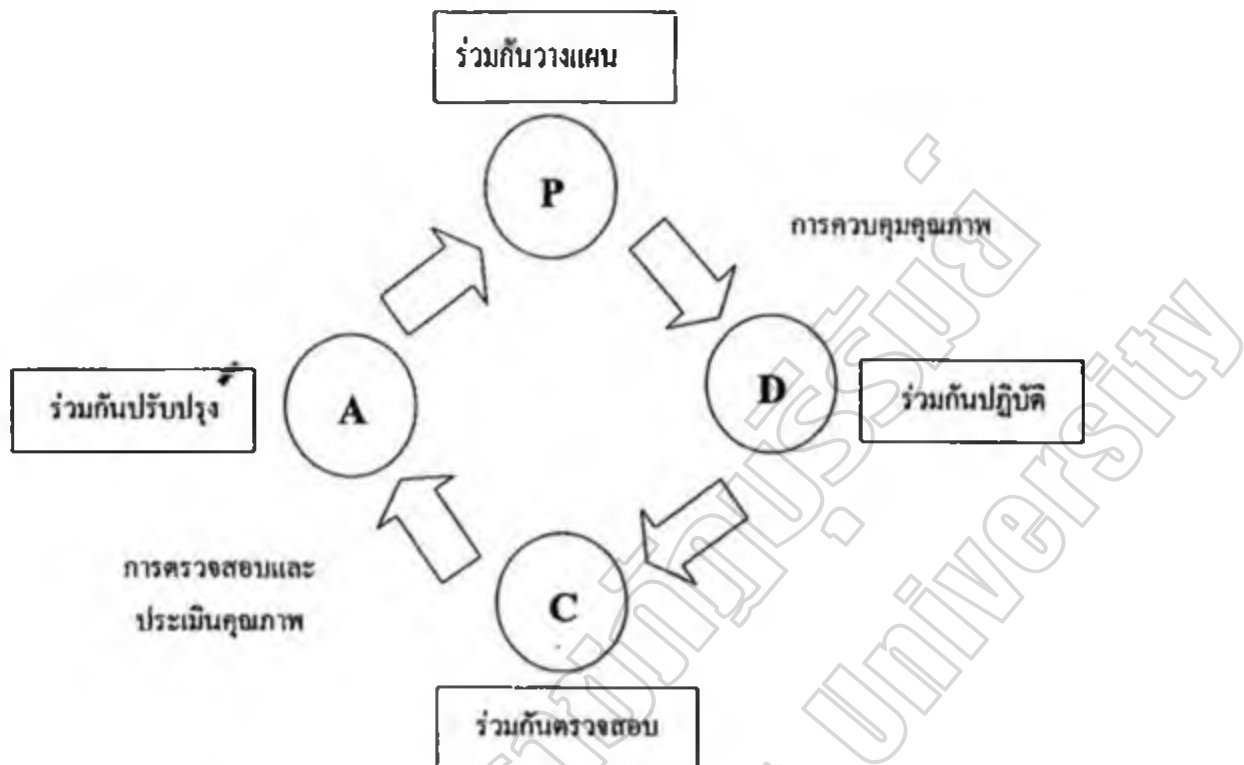 ร่วมกันวางแผน
P
การควบคุมคุณภาพ
D
ร่วมกันปฏิบัติ
ร่วมกันปรับปรุง
A
การตรวจสอบและ
ประเมินคุณภาพ
C
ร่วมกันตรวจสอบ
University